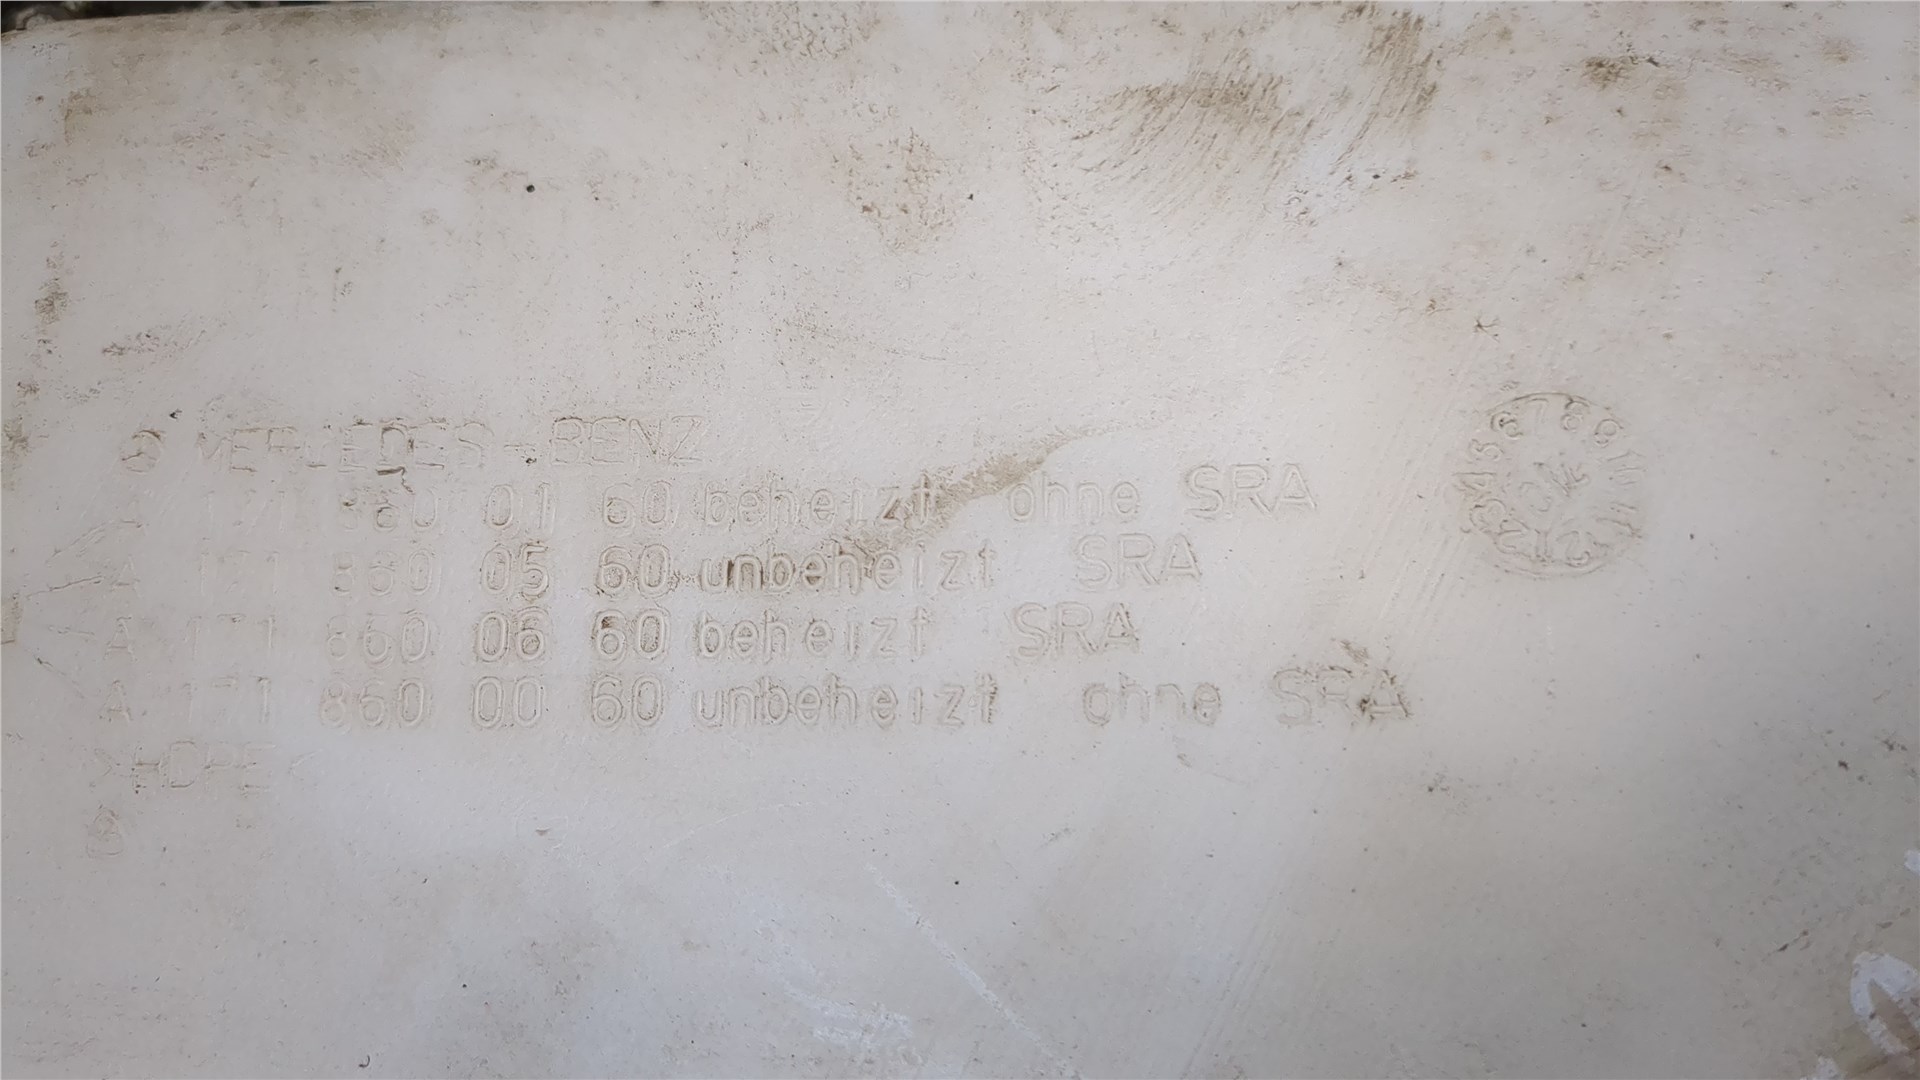 MERCEDES-BENZ
A 171 860 01 60 beheizt ohne SRA
A 171 860 05 60 unbeheizt SRA
A 171 860 06 60 beheizt SRA
A 171 860 00 60 unbeheizt ohne SRA
>HDPE<